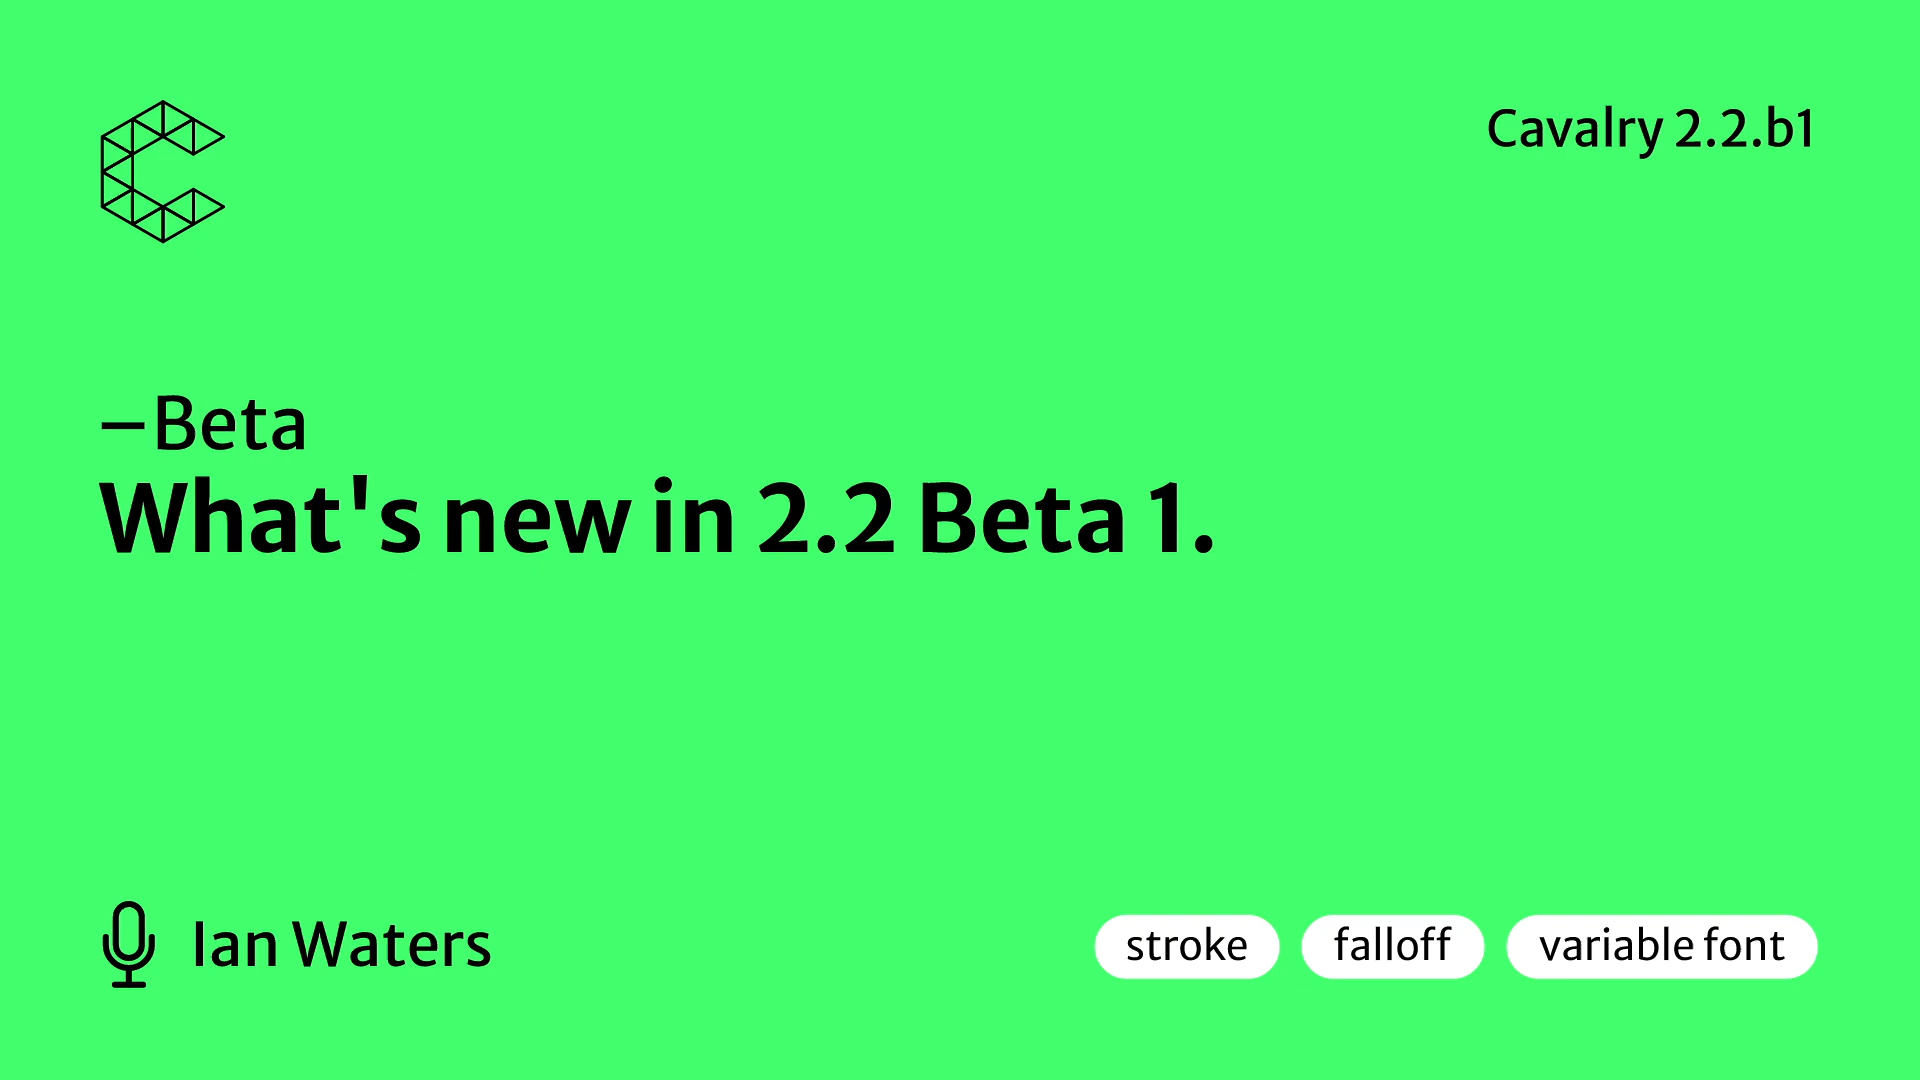 Cavalry 2.2.b1
–Beta
What's new in 2.2 Beta 1.
Ian Waters
stroke falloff variable font